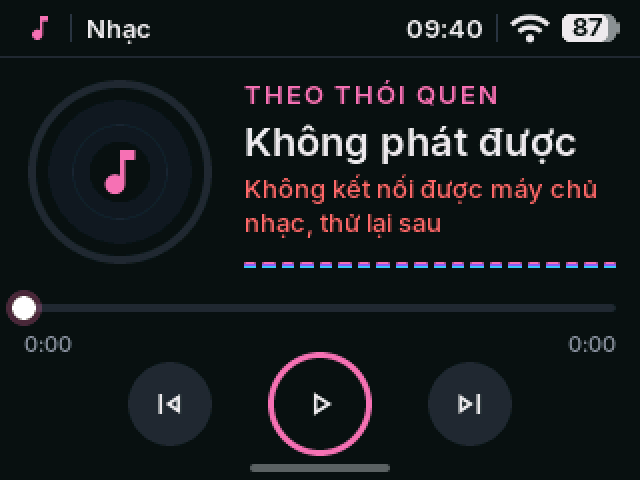 Nhạc
09:40
87
THEO THÓI QUEN
Không phát được
Không kết nối được máy chủ
nhạc, thử lại sau
0:00
0:00